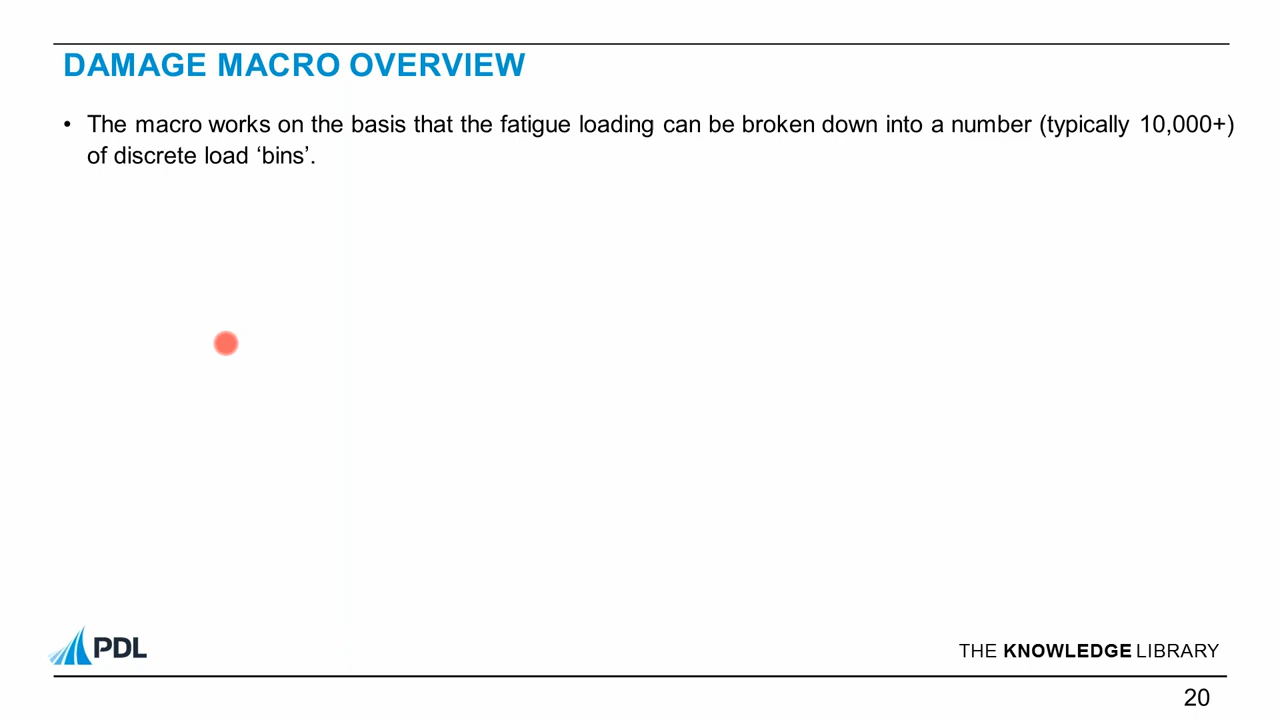 DAMAGE MACRO OVERVIEW
• The macro works on the basis that the fatigue loading can be broken down into a number (typically 10,000+)
of discrete load ‘bins’.
PDL
THE KNOWLEDGE LIBRARY
20